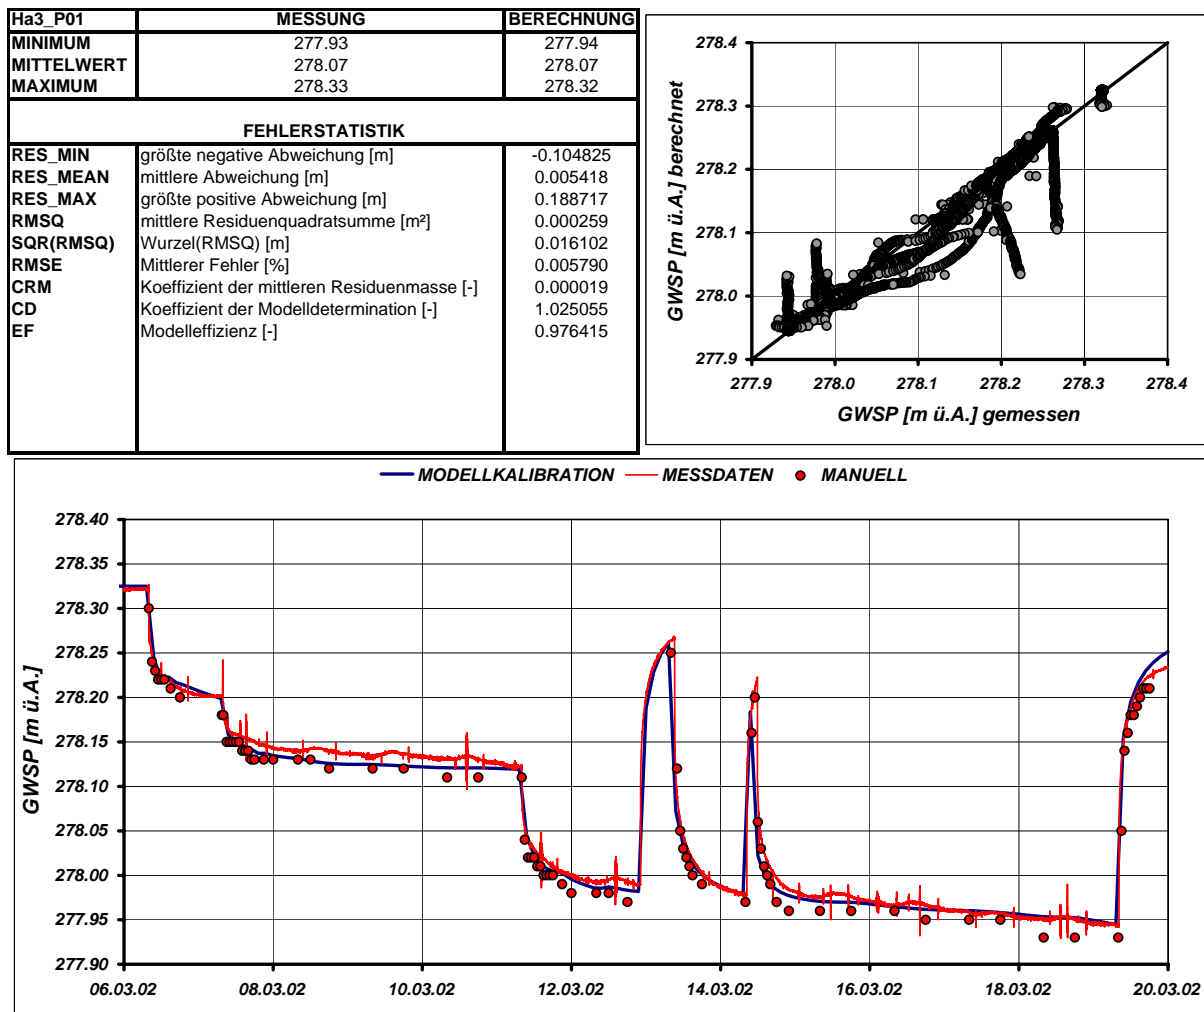 Ha3_P01 MESSUNG BERECHNUNG
MINIMUM 277.93 277.94
MITTELWERT 278.07 278.07
MAXIMUM 278.33 278.32
FEHLERSTATISTIK
RES_MIN größte negative Abweichung [m] -0.104825
RES_MEAN mittlere Abweichung [m] 0.005418
RES_MAX größte positive Abweichung [m] 0.188717
RMSQ mittlere Residuenquadratsumme [m²] 0.000259
SQR(RMSQ) Wurzel(RMSQ) [m] 0.016102
RMSE Mittlerer Fehler [%] 0.005790
CRM Koeffizient der mittleren Residuenmasse [-] 0.000019
CD Koeffizient der Modelldetermination [-] 1.025055
EF Modelleffizienz [-] 0.976415
GWSP [m ü.A.] berechnet
278.4
278.3
278.2
278.1
278.0
277.9
277.9 278.0 278.1 278.2 278.3 278.4
GWSP [m ü.A.] gemessen
MODELLKALIBRATION MESSDATEN MANUELL
GWSP [m ü.A.]
278.40
278.35
278.30
278.25
278.20
278.15
278.10
278.05
278.00
277.95
277.90
06.03.02 08.03.02 10.03.02 12.03.02 14.03.02 16.03.02 18.03.02 20.03.02